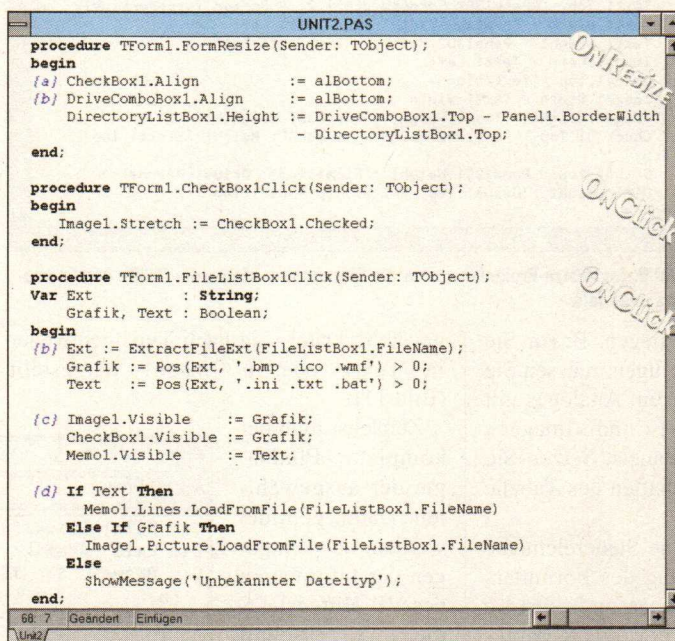 UNIT2.PAS
procedure TForm1.FormResize(Sender: TObject);
begin
{a} CheckBox1.Align := alBottom;
{b} DriveComboBox1.Align := alBottom;
DirectoryListBox1.Height := DriveComboBox1.Top - Panel1.BorderWidth
- DirectoryListBox1.Top;
end;
OnResize
procedure TForm1.CheckBox1Click(Sender: TObject);
begin
Image1.Stretch := CheckBox1.Checked;
end;
OnClick
procedure TForm1.FileListBox1Click(Sender: TObject);
Var Ext : String;
Grafik, Text : Boolean;
begin
{b} Ext := ExtractFileExt(FileListBox1.FileName);
Grafik := Pos(Ext, '.bmp .ico .wmf') > 0;
Text := Pos(Ext, '.ini .txt .bat') > 0;
OnClick
{c} Image1.Visible := Grafik;
CheckBox1.Visible := Grafik;
Memo1.Visible := Text;
{d} If Text Then
Memo1.Lines.LoadFromFile(FileListBox1.FileName)
Else If Grafik Then
Image1.Picture.LoadFromFile(FileListBox1.FileName)
Else
ShowMessage('Unbekannter Dateityp');
end;
68: 7 Geändert Einfügen
\Unit2/